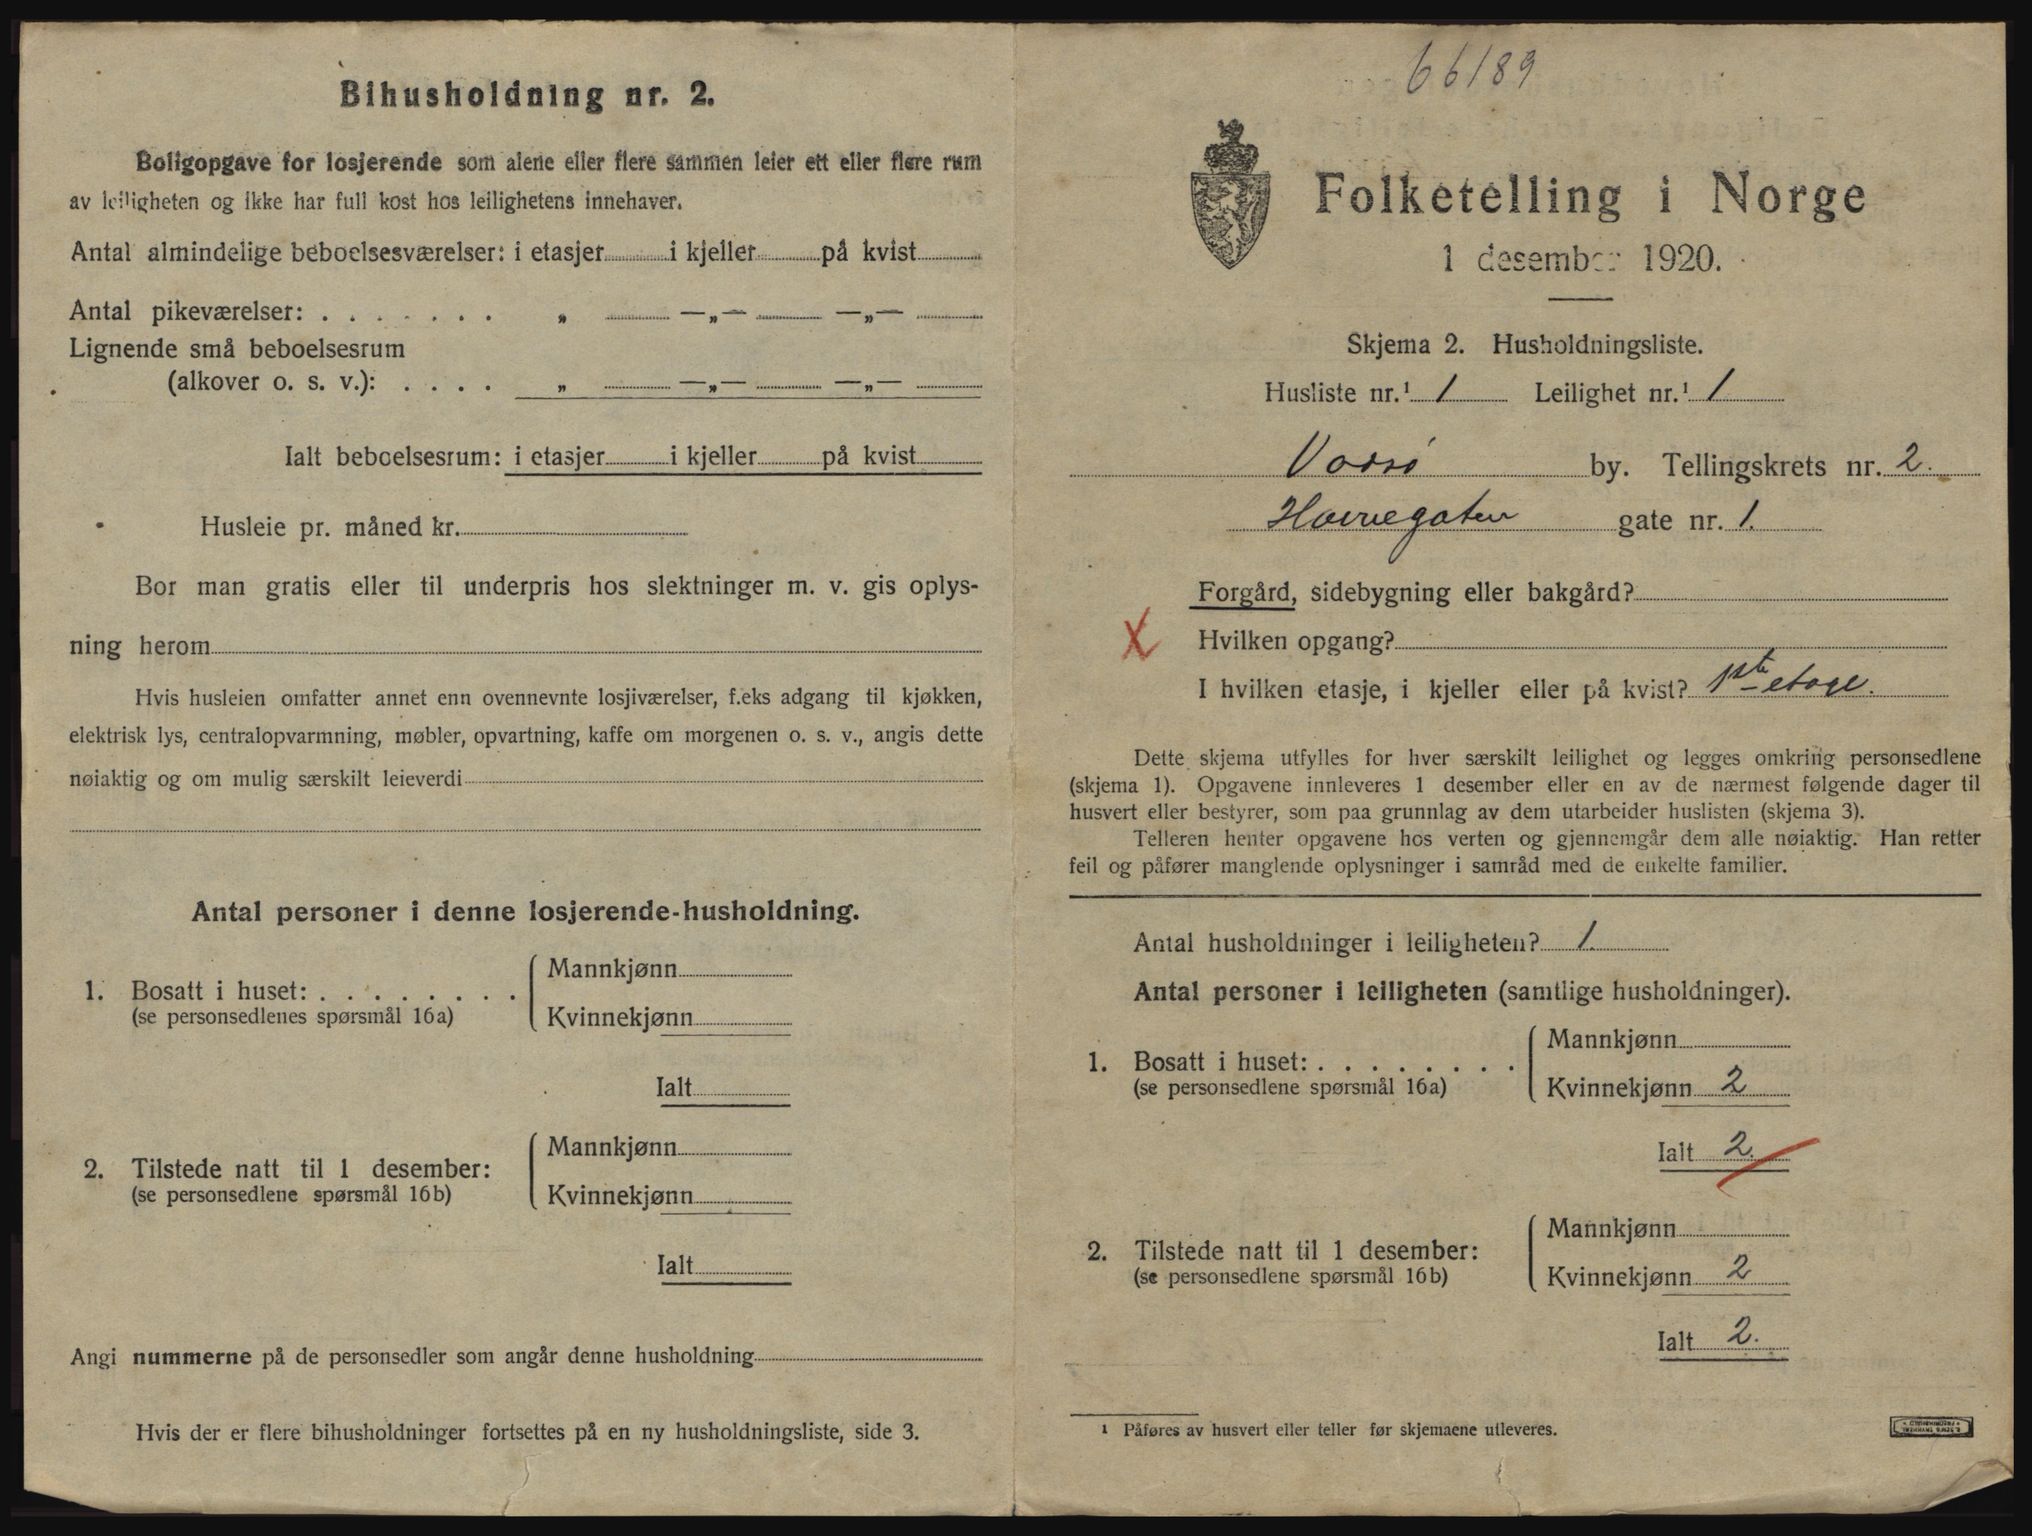 Bihusholdning nr. 2.
Boligopgave for losjerende som alene eller flere sammen leier ett eller flere rum
av leiligheten og ikke har full kost hos leilighetens innehaver.
Antal almindelige beboelsesværelser: i etasjer i kjeller på kvist
Antal pikeværelser: . . . . . . . „ —„— —„—
Lignende små beboelsesrum
(alkover o. s. v.): . . . . „ —„— —„—
Ialt beboelsesrum: i etasjer i kjeller på kvist
Husleie pr. måned kr.
Bor man gratis eller til underpris hos slektninger m. v. gis oplys-
ning herom
Hvis husleien omfatter annet enn ovennevnte losjiværelser, f.eks adgang til kjøkken,
elektrisk lys, centralopvarmning, møbler, opvartning, kaffe om morgenen o. s. v., angis dette
nøiaktig og om mulig særskilt leieverdi
Antal personer i denne losjerende-husholdning.
1. Bosatt i huset: . . . . . . . .
(se personsedlenes spørsmål 16a)
Mannkjønn
Kvinnekjønn
Ialt
2. Tilstede natt til 1 desember:
(se personsedlene spørsmål 16b)
Mannkjønn
Kvinnekjønn
Ialt
Angi nummerne på de personsedler som angår denne husholdning
Hvis der er flere bihusholdninger fortsettes på en ny husholdningsliste, side 3.
66189
Folketelling i Norge
1 desember 1920.
Skjema 2. Husholdningsliste.
Husliste nr.¹ 1 Leilighet nr.¹ 1
Vadsø by. Tellingskrets nr. 2.
Havnegaten gate nr. 1.
Forgård, sidebygning eller bakgård?
X Hvilken opgang?
I hvilken etasje, i kjeller eller på kvist? 1ste etage.
Dette skjema utfylles for hver særskilt leilighet og legges omkring personsedlene
(skjema 1). Opgavene innleveres 1 desember eller en av de nærmest følgende dager til
husvert eller bestyrer, som paa grunnlag av dem utarbeider huslisten (skjema 3).
Telleren henter opgavene hos verten og gjennemgår dem alle nøiaktig. Han retter
feil og påfører manglende oplysninger i samråd med de enkelte familier.
Antal husholdninger i leiligheten? 1.
Antal personer i leiligheten (samtlige husholdninger).
1. Bosatt i huset: . . . . . . . .
(se personsedlene spørsmål 16a)
Mannkjønn
Kvinnekjønn 2
Ialt 2.
2. Tilstede natt til 1 desember:
(se personsedlene spørsmål 16b)
Mannkjønn
Kvinnekjønn 2
Ialt 2.
¹ Påføres av husvert eller teller før skjemaene utleveres.